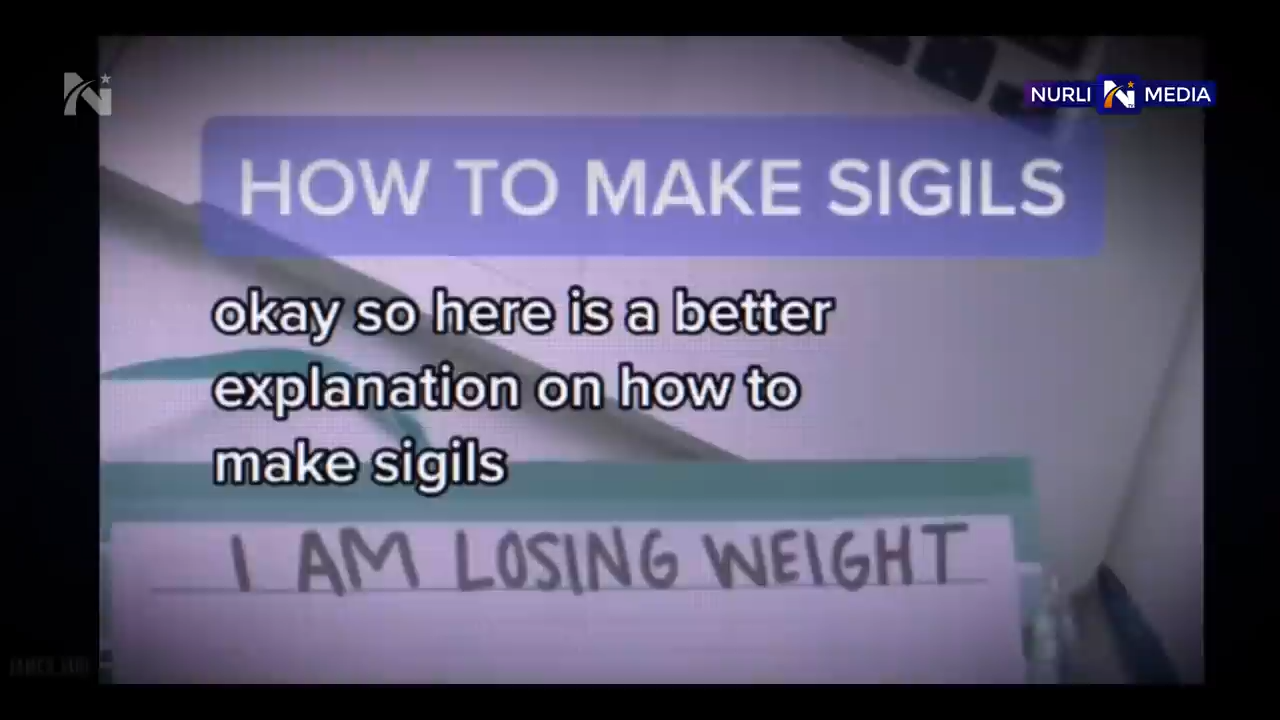 NURLI N MEDIA
HOW TO MAKE SIGILS
okay so here is a better
explanation on how to
make sigils
I AM LOSING WEIGHT